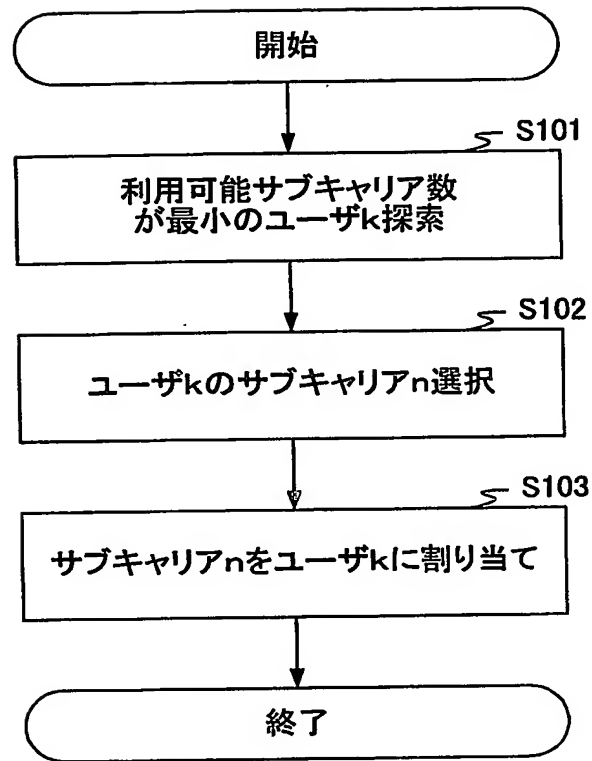 開始
S101
利用可能サブキャリア数
が最小のユーザk探索
S102
ユーザkのサブキャリアn選択
S103
サブキャリアnをユーザkに割り当て
終了